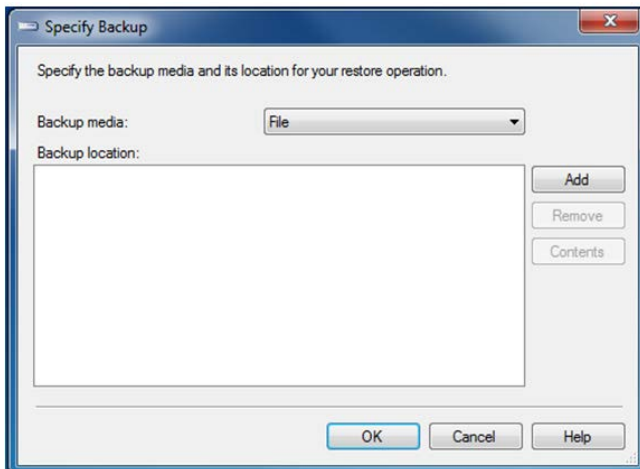 Specify Backup
Specify the backup media and its location for your restore operation.
Backup media: File
Backup location:
Add
Remove
Contents
OK Cancel Help